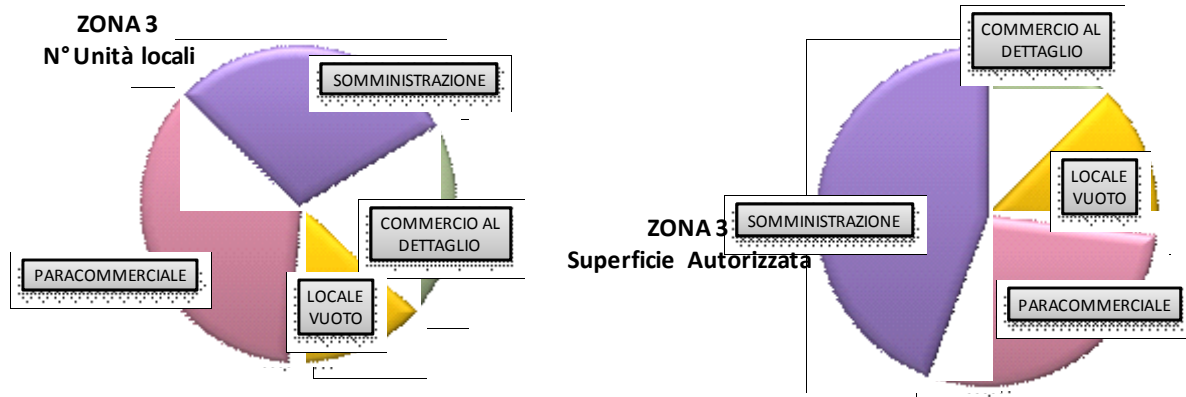 ZONA 3
N° Unità locali
SOMMINISTRAZIONE
COMMERCIO AL
DETTAGLIO
LOCALE
VUOTO
PARACOMMERCIALE
COMMERCIO AL
DETTAGLIO
LOCALE
VUOTO
SOMMINISTRAZIONE
ZONA 3
Superficie Autorizzata
PARACOMMERCIALE